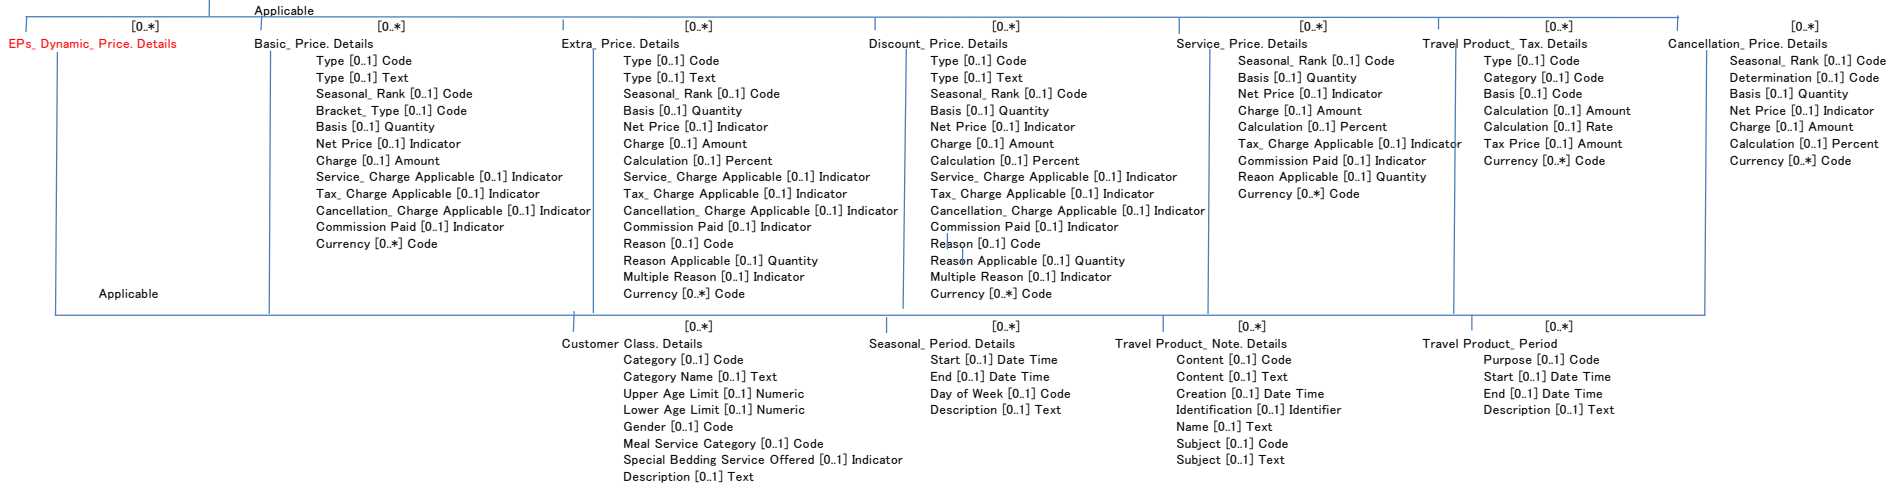 Applicable
[0..*]
EPs_ Dynamic_ Price. Details
[0..*]
Basic_ Price. Details
Type [0..1] Code
Type [0..1] Text
Seasonal_ Rank [0..1] Code
Bracket_ Type [0..1] Code
Basis [0..1] Quantity
Net Price [0..1] Indicator
Charge [0..1] Amount
Service_ Charge Applicable [0..1] Indicator
Tax_ Charge Applicable [0..1] Indicator
Cancellation_ Charge Applicable [0..1] Indicator
Commission Paid [0..1] Indicator
Currency [0..*] Code
[0..*]
Extra_ Price. Details
Type [0..1] Code
Type [0..1] Text
Seasonal_ Rank [0..1] Code
Basis [0..1] Quantity
Net Price [0..1] Indicator
Charge [0..1] Amount
Calculation [0..1] Percent
Service_ Charge Applicable [0..1] Indicator
Tax_ Charge Applicable [0..1] Indicator
Cancellation_ Charge Applicable [0..1] Indicator
Commission Paid [0..1] Indicator
Reason [0..1] Code
Reason Applicable [0..1] Quantity
Multiple Reason [0..1] Indicator
Currency [0..*] Code
[0..*]
Discount_ Price. Details
Type [0..1] Code
Type [0..1] Text
Seasonal_ Rank [0..1] Code
Basis [0..1] Quantity
Net Price [0..1] Indicator
Charge [0..1] Amount
Calculation [0..1] Percent
Service_ Charge Applicable [0..1] Indicator
Tax_ Charge Applicable [0..1] Indicator
Cancellation_ Charge Applicable [0..1] Indicator
Commission Paid [0..1] Indicator
Reason [0..1] Code
Reason Applicable [0..1] Quantity
Multiple Reason [0..1] Indicator
Currency [0..*] Code
[0..*]
Service_ Price. Details
Seasonal_ Rank [0..1] Code
Basis [0..1] Quantity
Net Price [0..1] Indicator
Charge [0..1] Amount
Calculation [0..1] Percent
Tax_ Charge Applicable [0..1] Indicator
Commission Paid [0..1] Indicator
Reaon Applicable [0..1] Quantity
Currency [0..*] Code
[0..*]
Travel Product_ Tax. Details
Type [0..1] Code
Category [0..1] Code
Basis [0..1] Code
Calculation [0..1] Amount
Calculation [0..1] Rate
Tax Price [0..1] Amount
Currency [0..*] Code
[0..*]
Cancellation_ Price. Details
Seasonal_ Rank [0..1] Code
Determination [0..1] Code
Basis [0..1] Quantity
Net Price [0..1] Indicator
Charge [0..1] Amount
Calculation [0..1] Percent
Currency [0..*] Code
Applicable
[0..*]
Customer Class. Details
Category [0..1] Code
Category Name [0..1] Text
Upper Age Limit [0..1] Numeric
Lower Age Limit [0..1] Numeric
Gender [0..1] Code
Meal Service Category [0..1] Code
Special Bedding Service Offered [0..1] Indicator
Description [0..1] Text
[0..*]
Seasonal_ Period. Details
Start [0..1] Date Time
End [0..1] Date Time
Day of Week [0..1] Code
Description [0..1] Text
[0..*]
Travel Product_ Note. Details
Content [0..1] Code
Content [0..1] Text
Creation [0..1] Date Time
Identification [0..1] Identifier
Name [0..1] Text
Subject [0..1] Code
Subject [0..1] Text
[0..*]
Travel Product_ Period
Purpose [0..1] Code
Start [0..1] Date Time
End [0..1] Date Time
Description [0..1] Text